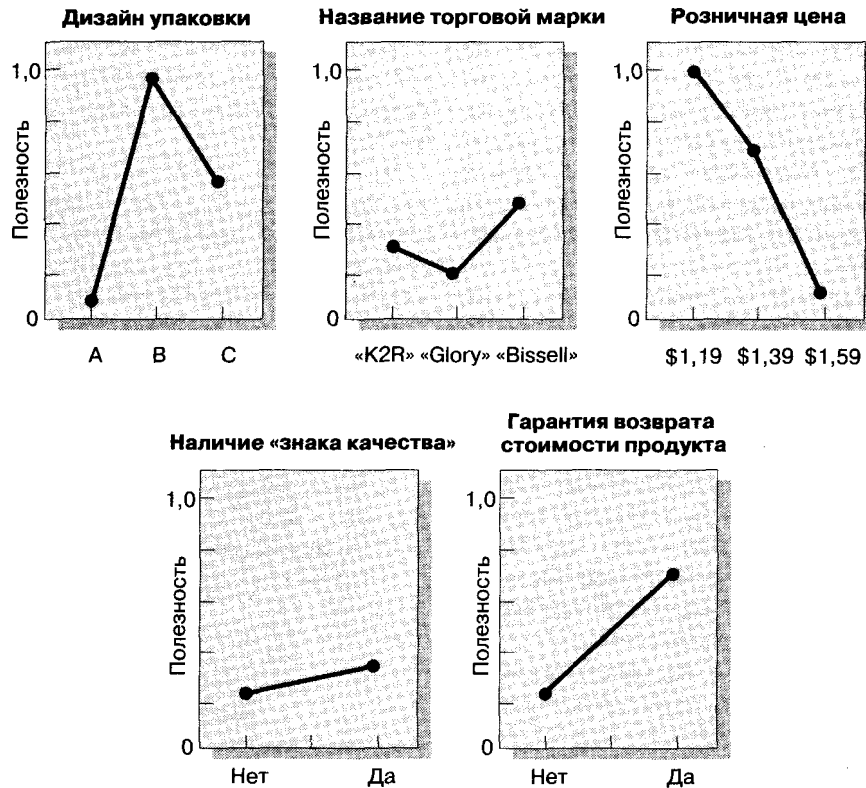 Дизайн упаковки
Полезность
1,0
0
A B C
Название торговой марки
Полезность
1,0
0
«K2R» «Glory» «Bissell»
Розничная цена
Полезность
1,0
0
$1,19 $1,39 $1,59
Наличие «знака качества»
Полезность
1,0
0
Нет Да
Гарантия возврата
стоимости продукта
Полезность
1,0
0
Нет Да